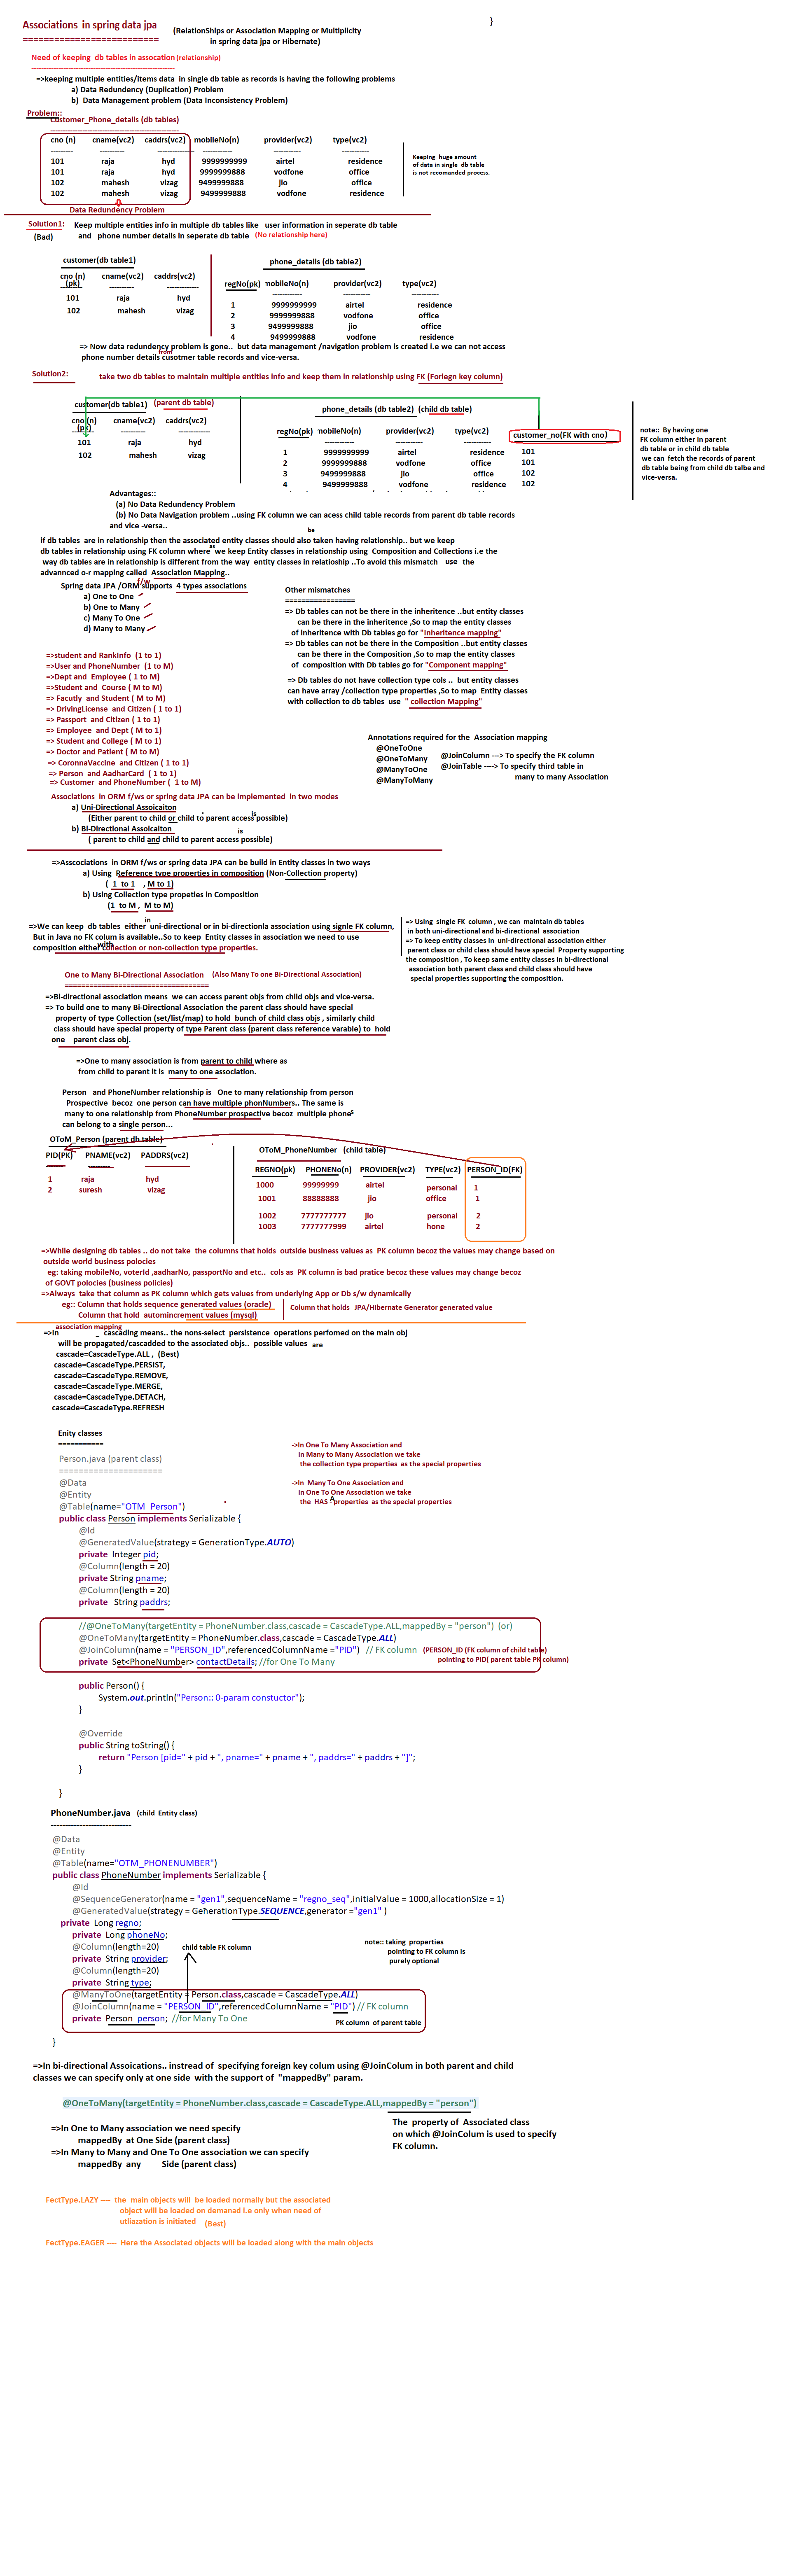 }
Associations in spring data jpa
==========================
(RelationShips or Association Mapping or Multiplicity
in spring data jpa or Hibernate)
Need of keeping db tables in assocation (relationship)
----------------------------------------------------------
=>keeping multiple entities/items data in single db table as records is having the following problems
a) Data Redundency (Duplication) Problem
b) Data Management problem (Data Inconsistency Problem)
Problem::
Customer_Phone_details (db tables)
----------------------------------------------------
cno (n) cname(vc2) caddrs(vc2) mobileNo(n) provider(vc2) type(vc2)
--------- ---------- --------------- ----------- ----------- -----------
101 raja hyd 9999999999 airtel residence
101 raja hyd 9999999888 vodfone office
102 mahesh vizag 9499999888 jio office
102 mahesh vizag 9499999888 vodfone residence
Keeping huge amount
of data in single db table
is not recomanded process.
Data Redundency Problem
Solution1: Keep multiple entities info in multiple db tables like user information in seperate db table
(Bad) and phone number details in seperate db table (No relationship here)
customer(db table1)
cno (n) cname(vc2) caddrs(vc2)
(pk)
101 raja hyd
102 mahesh vizag
phone_details (db table2)
regNo(pk) mobileNo(n) provider(vc2) type(vc2)
------------ ----------- -----------
1 9999999999 airtel residence
2 9999999888 vodfone office
3 9499999888 jio office
4 9499999888 vodfone residence
=> Now data redundency problem is gone.. but data management /navigation problem is created i.e we can not access
from
phone number details cusotmer table records and vice-versa.
Solution2: take two db tables to maintain multiple entities info and keep them in relationship using FK (Foriegn key column)
customer(db table1) (parent db table)
cno (n) cname(vc2) caddrs(vc2)
(pk)
101 raja hyd
102 mahesh vizag
phone_details (db table2) (child db table)
regNo(pk) mobileNo(n) provider(vc2) type(vc2) customer_no(FK with cno)
------------ ----------- -----------
1 9999999999 airtel residence 101
2 9999999888 vodfone office 101
3 9499999888 jio office 102
4 9499999888 vodfone residence 102
note:: By having one
FK column either in parent
db table or in child db table
we can fetch the records of parent
db table being from child db talbe and
vice-versa.
Advantages::
(a) No Data Redundency Problem
(b) No Data Navigation problem ..using FK column we can acess child table records from parent db table records
and vice -versa..
be
if db tables are in relationship then the associated entity classes should also taken having relationship.. but we keep
as
db tables in relationship using FK column where we keep Entity classes in relationship using Composition and Collections i.e the
way db tables are in relationship is different from the way entity classes in relatioship ..To avoid this mismatch use the
advannced o-r mapping called Association Mapping..
f/w
Spring data JPA /ORM supports 4 types associations
a) One to One
b) One to Many
c) Many To One
d) Many to Many
Other mismatches
=================
=> Db tables can not be there in the inheritence ..but entity classes
can be there in the inheritance ,So to map the entity classes
of inheritence with Db tables go for "Inheritence mapping"
=> Db tables can not be there in the Composition ..but entity classes
can be there in the Composition ,So to map the entity classes
of composition with Db tables go for "Component mapping"
=> Db tables do not have collection type cols .. but entity classes
can have array /collection type properties ,So to map Entity classes
with collection to db tables use " collection Mapping"
=>student and RankInfo (1 to 1)
=>User and PhoneNumber (1 to M)
=>Dept and Employee ( 1 to M)
=>Student and Course ( M to M)
=> Facutly and Student ( M to M)
=> DrivingLicense and Citizen ( 1 to 1)
=> Passport and Citizen ( 1 to 1)
=> Employee and Dept ( M to 1)
=> Student and College ( M to 1)
=> Doctor and Patient ( M to M)
=> CoronnaVaccine and Citizen ( 1 to 1)
=> Person and AadharCard ( 1 to 1)
=> Customer and PhoneNumber ( 1 to M)
Annotations required for the Association mapping
@OneToOne
@OneToMany
@ManyToOne
@ManyToMany
@JoinColumn ---> To specify the FK column
@JoinTable ----> To specify third table in
many to many Association
Associations in ORM f/ws or spring data JPA can be implemented in two modes
a) Uni-Directional Assoicaiton
is
(Either parent to child or child to parent access possible)
b) Bi-Directional Assoicaiton
is
( parent to child and child to parent access possible)
=>Asscociations in ORM f/ws or spring data JPA can be build in Entity classes in two ways
a) Using Reference type properties in composition (Non-Collection property)
( 1 to 1 , M to 1)
b) Using Collection type propeties in Composition
(1 to M , M to M)
in
=>We can keep db tables either uni-directional or in bi-directionla association using signle FK column,
But in Java no FK colum is available..So to keep Entity classes in association we need to use
with
composition either collection or non-collection type properties.
=> Using single FK column , we can maintain db tables
in both uni-directional and bi-directional association
=> To keep entity classes in uni-directional association either
parent class or child class should have special Property supporting
the composition , To keep same entity classes in bi-directional
association both parent class and child class should have
special properties supporting the composition.
One to Many Bi-Directional Association (Also Many To one Bi-Directional Association)
====================================
=>Bi-directional association means we can access parent objs from child objs and vice-versa.
=> To build one to many Bi-Directional Association the parent class should have special
property of type Collection (set/list/map) to hold bunch of child class objs , similarly child
class should have special property of type Parent class (parent class reference varable) to hold
one parent class obj.
=>One to many association is from parent to child where as
from child to parent it is many to one association.
Person and PhoneNumber relationship is One to many relationship from person
Prospective becoz one person can have multiple phonNumbers.. The same is
many to one relationship from PhoneNumber prospective becoz multiple phones
can belong to a single person...
OToM_Person (parent db table)
PID(PK) PNAME(vc2) PADDRS(vc2)
1 raja hyd
2 suresh vizag
OToM_PhoneNumber (child table)
REGNO(pk) PHONENo(n) PROVIDER(vc2) TYPE(vc2) PERSON_ID(FK)
1000 99999999 airtel personal 1
1001 88888888 jio office 1
1002 7777777777 jio personal 2
1003 7777777999 airtel hone 2
=>While designing db tables .. do not take the columns that holds outside business values as PK column becoz the values may change based on
outside world business polocies
eg: taking mobileNo, voterId ,aadharNo, passportNo and etc.. cols as PK column is bad pratice becoz these values may change becoz
of GOVT polocies (business policies)
=>Always take that column as PK column which gets values from underlying App or Db s/w dynamically
eg:: Column that holds sequence generated values (oracle)
Column that hold autoımincrement values (mysql)
Column that holds JPA/Hibernate Generator generated value
association mapping
=>In _ cascading means.. the nons-select persistence operations perfomed on the main obj
will be propagated/cascadded to the associated objs.. possible values are
cascade=CascadeType.ALL , (Best)
cascade=CascadeType.PERSIST,
cascade=CascadeType.REMOVE,
cascade=CascadeType.MERGE,
cascade=CascadeType.DETACH,
cascade=CascadeType.REFRESH
Enity classes
===========
->In One To Many Association and
In Many to Many Association we take
the collection type properties as the special properties
->In Many To One Association and
In One To One Association we take
the HAS A properties as the special properties
Person.java (parent class)
=====================
@Data
@Entity
@Table(name="OTM_Person")
public class Person implements Serializable {
@Id
@GeneratedValue(strategy = GenerationType.AUTO)
private Integer pid;
@Column(length = 20)
private String pname;
@Column(length = 20)
private String paddrs;
//@OneToMany(targetEntity = PhoneNumber.class,cascade = CascadeType.ALL,mappedBy = "person") (or)
@OneToMany(targetEntity = PhoneNumber.class,cascade = CascadeType.ALL)
@JoinColumn(name = "PERSON_ID",referencedColumnName ="PID") // FK column (PERSON_ID (FK column of child table)
private Set<PhoneNumber> contactDetails; //for One To Many pointing to PID( parent table PK column)
public Person() {
System.out.println("Person:: 0-param constuctor");
}
@Override
public String toString() {
return "Person [pid=" + pid + ", pname=" + pname + ", paddrs=" + paddrs + "]";
}
}
PhoneNumber.java (child Entity class)
----------------------------
@Data
@Entity
@Table(name="OTM_PHONENUMBER")
public class PhoneNumber implements Serializable {
@Id
@SequenceGenerator(name = "gen1",sequenceName = "regno_seq",initialValue = 1000,allocationSize = 1)
@GeneratedValue(strategy = GenerationType.SEQUENCE,generator ="gen1" )
private Long regno;
private Long phoneNo;
@Column(length=20)
private String provider;
@Column(length=20)
private String type;
child table FK column
note:: taking properties
pointing to FK column is
purely optional
@ManyToOne(targetEntity = Person.class,cascade = CascadeType.ALL)
@JoinColumn(name = "PERSON_ID",referencedColumnName = "PID") // FK column
private Person person; //for Many To One
PK column of parent table
}
=>In bi-directional Assoications.. instread of specifying foreign key colum using @JoinColum in both parent and child
classes we can specify only at one side with the support of "mappedBy" param.
@OneToMany(targetEntity = PhoneNumber.class,cascade = CascadeType.ALL,mappedBy = "person")
The property of Associated class
on which @JoinColum is used to specify
FK column.
=>In One to Many association we need specify
mappedBy at One Side (parent class)
=>In Many to Many and One To One association we can specify
mappedBy any Side (parent class)
FectType.LAZY ---- the main objects will be loaded normally but the associated
object will be loaded on demanad i.e only when need of
utliazation is initiated (Best)
FectType.EAGER ---- Here the Associated objects will be loaded along with the main objects